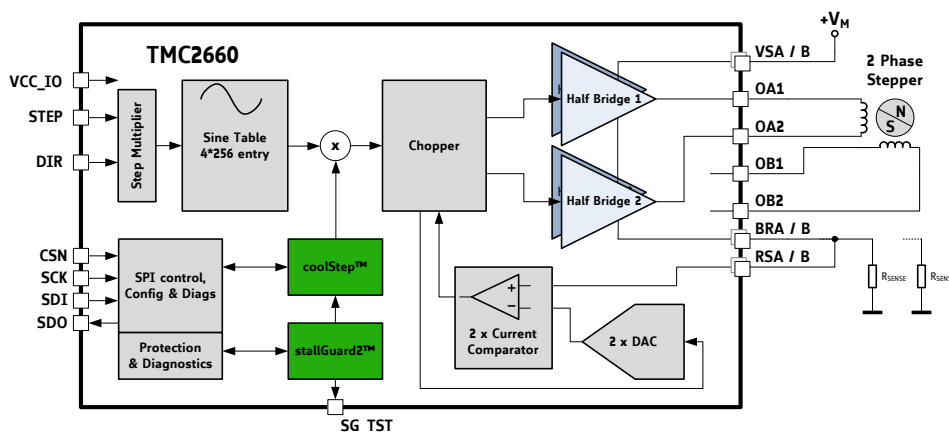 +VM
TMC2660
VSA / B
2 Phase
Stepper
VCC_IO
STEP
DIR
Step Multiplier
Sine Table
4*256 entry
x
Chopper
Half Bridge 1
Half Bridge 2
OA1
OA2
OB1
OB2
BRA / B
RSA / B
N
S
CSN
SCK
SDI
SDO
SPI control,
Config & Diags
Protection
& Diagnostics
coolStep™
stallGuard2™
+
−
2 x Current
Comparator
2 x DAC
RSENSE
RSENS
SG_TST